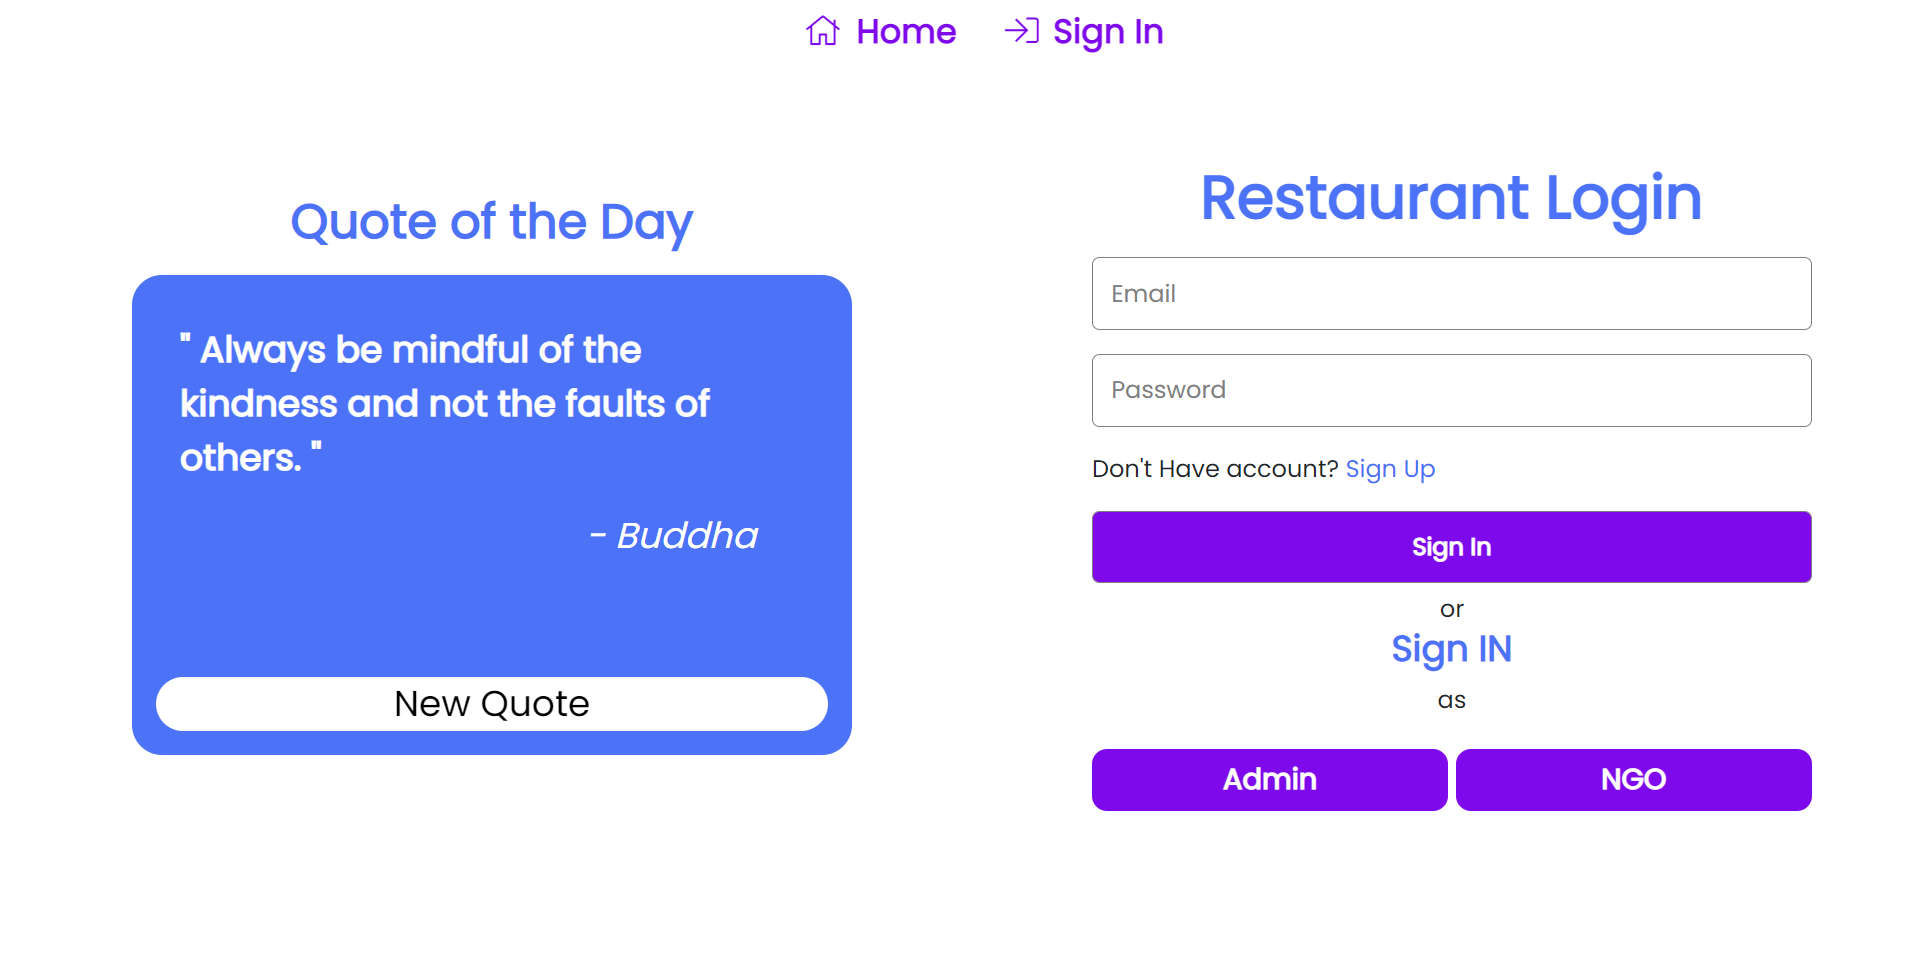 Home Sign In
Quote of the Day
" Always be mindful of the
kindness and not the faults of
others. "
- Buddha
New Quote
Restaurant Login
Email
Password
Don't Have account? Sign Up
Sign In
or
Sign IN
as
Admin NGO